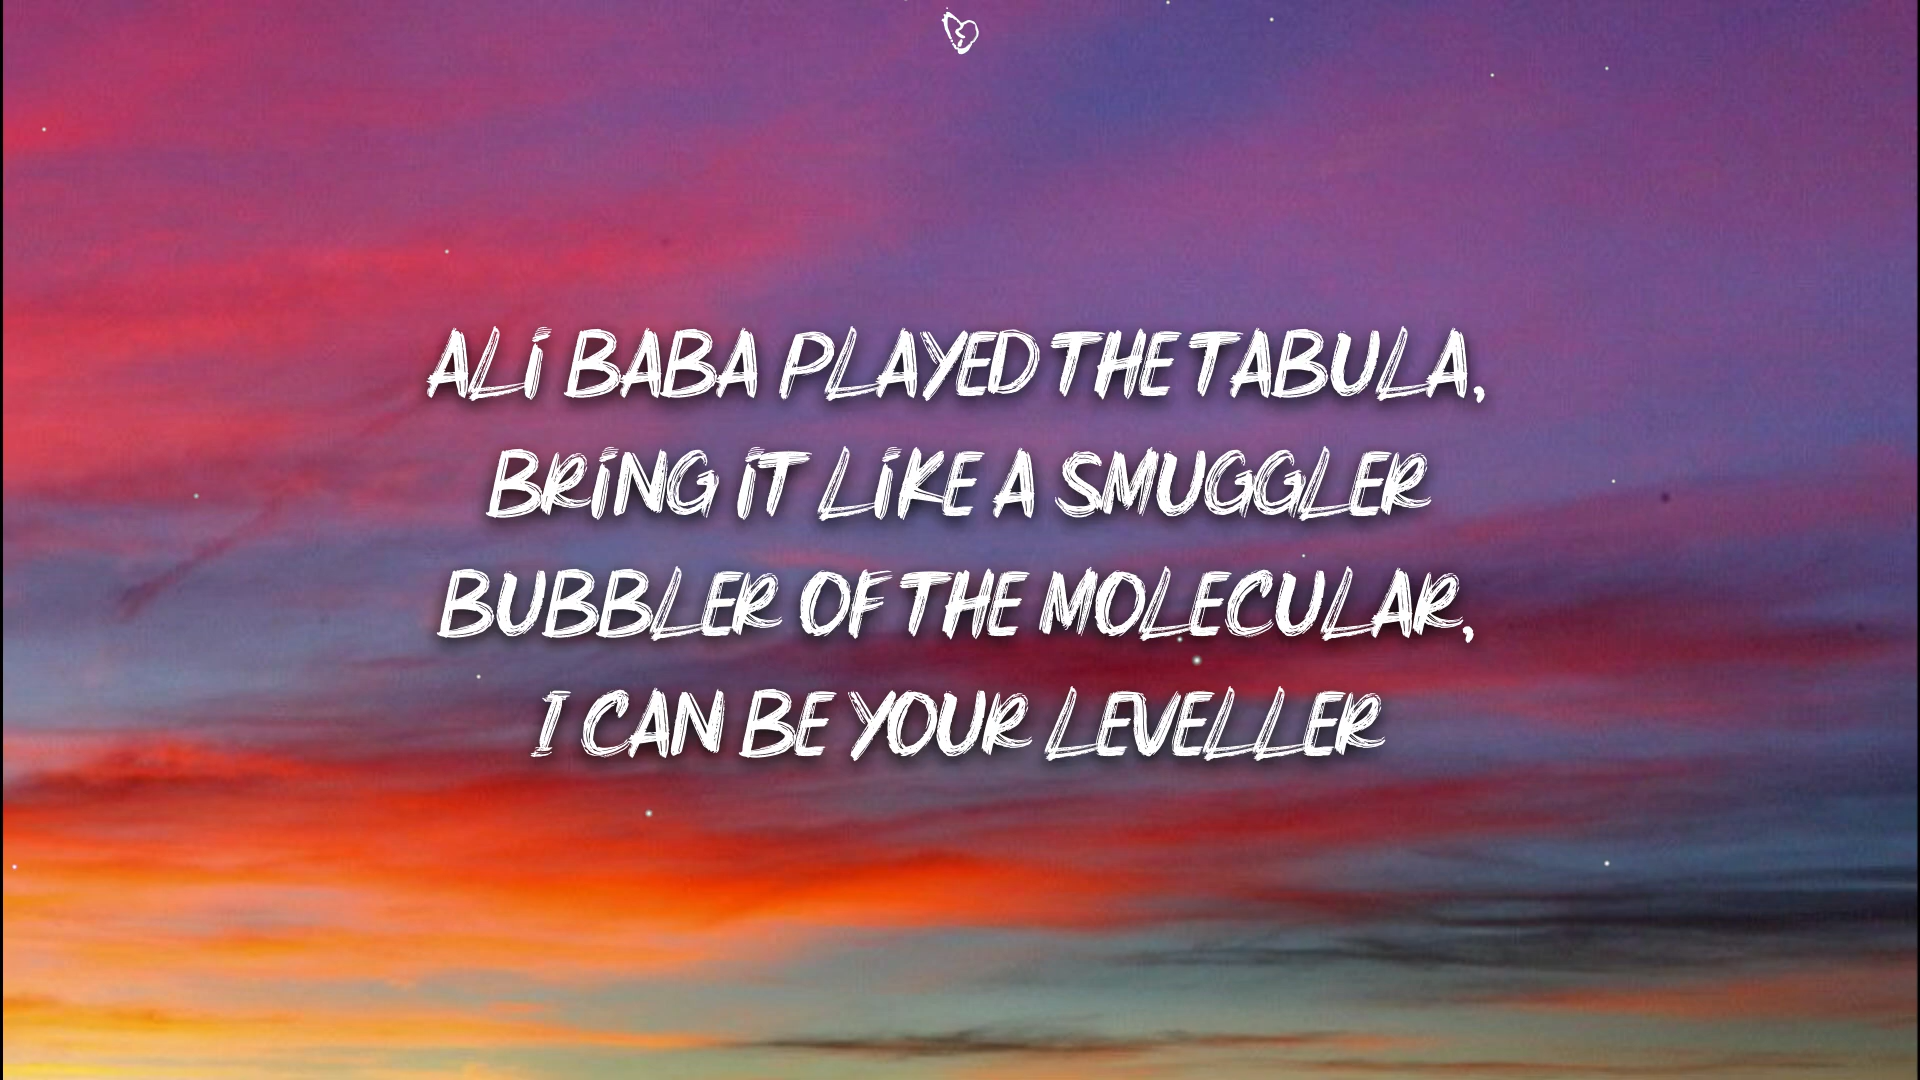 ALI BABA PLAYED THE TABULA,
BRING IT LIKE A SMUGGLER
BUBBLER OF THE MOLECULAR,
I CAN BE YOUR LEVELLER